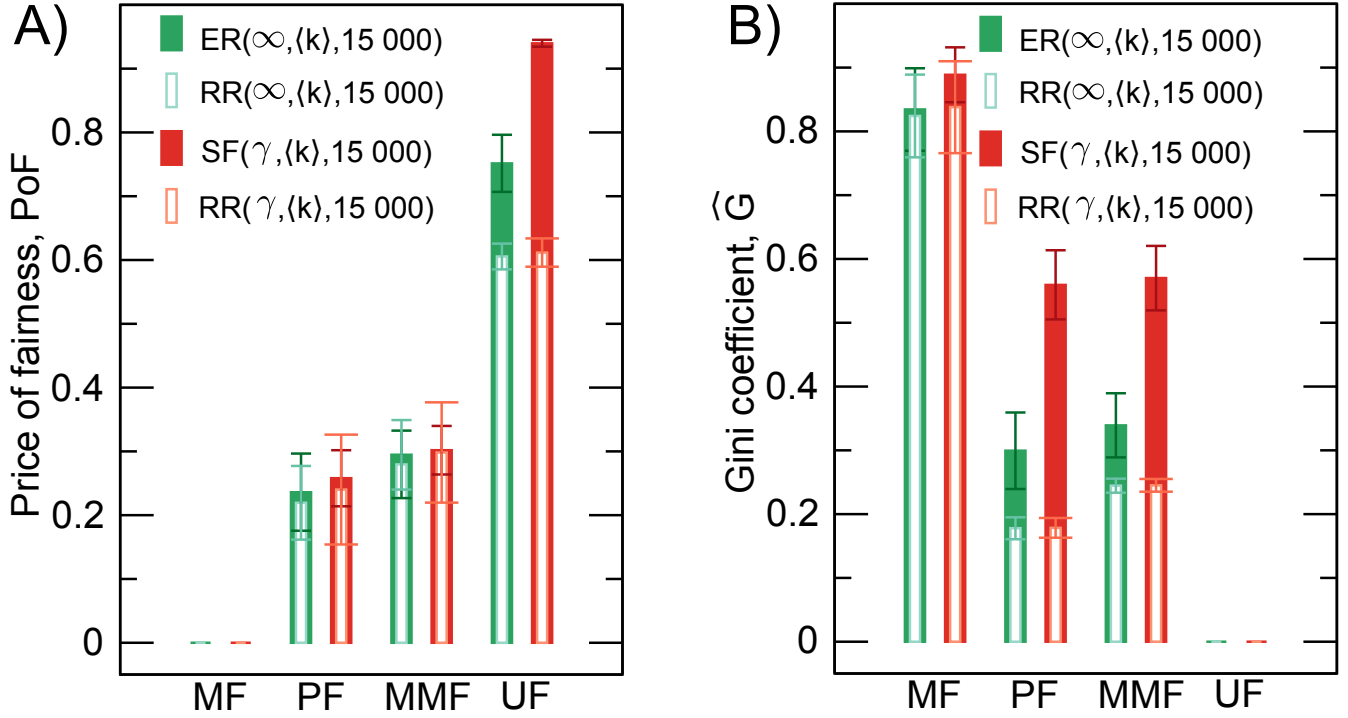 A)
ER(∞,⟨k⟩,15 000)
RR(∞,⟨k⟩,15 000)
SF(γ,⟨k⟩,15 000)
RR(γ,⟨k⟩,15 000)
Price of fairness, PoF
0.8
0.6
0.4
0.2
0
MF PF MMF UF
B)
ER(∞,⟨k⟩,15 000)
RR(∞,⟨k⟩,15 000)
SF(γ,⟨k⟩,15 000)
RR(γ,⟨k⟩,15 000)
Gini coefficient, Ĝ
0.8
0.6
0.4
0.2
0
MF PF MMF UF